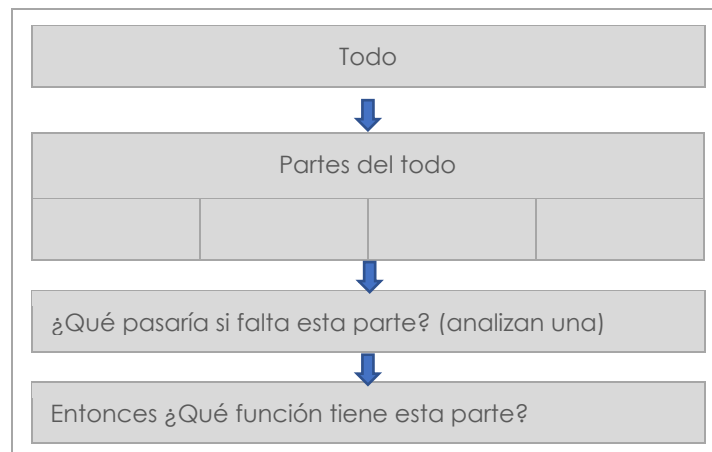 Todo
Partes del todo
¿Qué pasaría si falta esta parte? (analizan una)
Entonces ¿Qué función tiene esta parte?